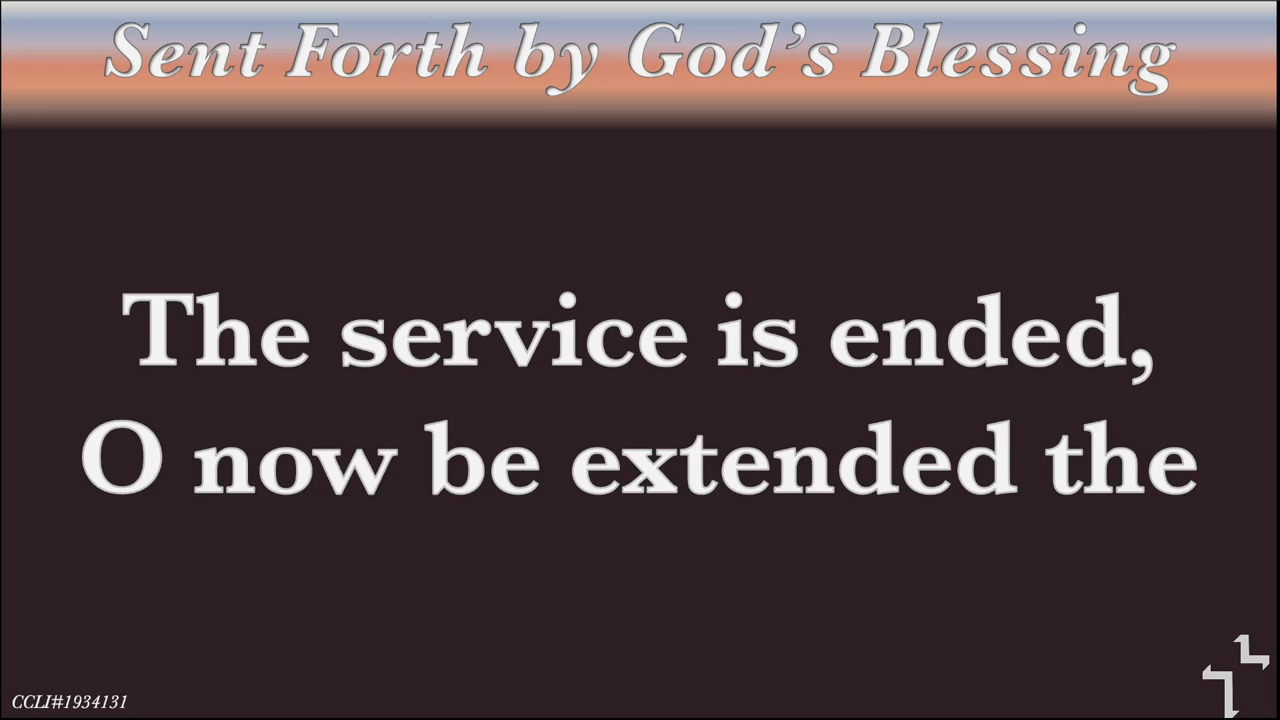 Sent Forth by God’s Blessing
The service is ended,
O now be extended the
CCLI#1934131